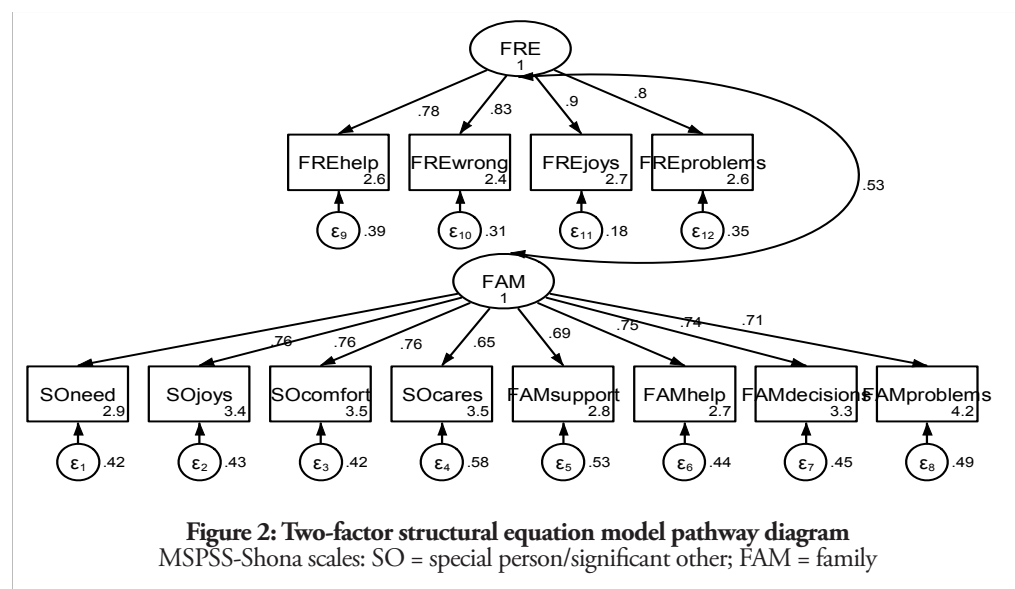 FRE
1
.78
.83
.9
.8
FREhelp
2.6
FREwrong
2.4
FREjoys
2.7
FREproblems
2.6
.53
ε9
.39
ε10
.31
ε11
.18
ε12
.35
FAM
1
.76
.76
.76
.65
.69
.75
.74
.71
SOneed
2.9
SOjoys
3.4
SOcomfort
3.5
SOcares
3.5
FAMsupport
2.8
FAMhelp
2.7
FAMdecisions
3.3
FAMproblems
4.2
ε1
.42
ε2
.43
ε3
.42
ε4
.58
ε5
.53
ε6
.44
ε7
.45
ε8
.49
Figure 2: Two-factor structural equation model pathway diagram
MSPSS-Shona scales: SO = special person/significant other; FAM = family